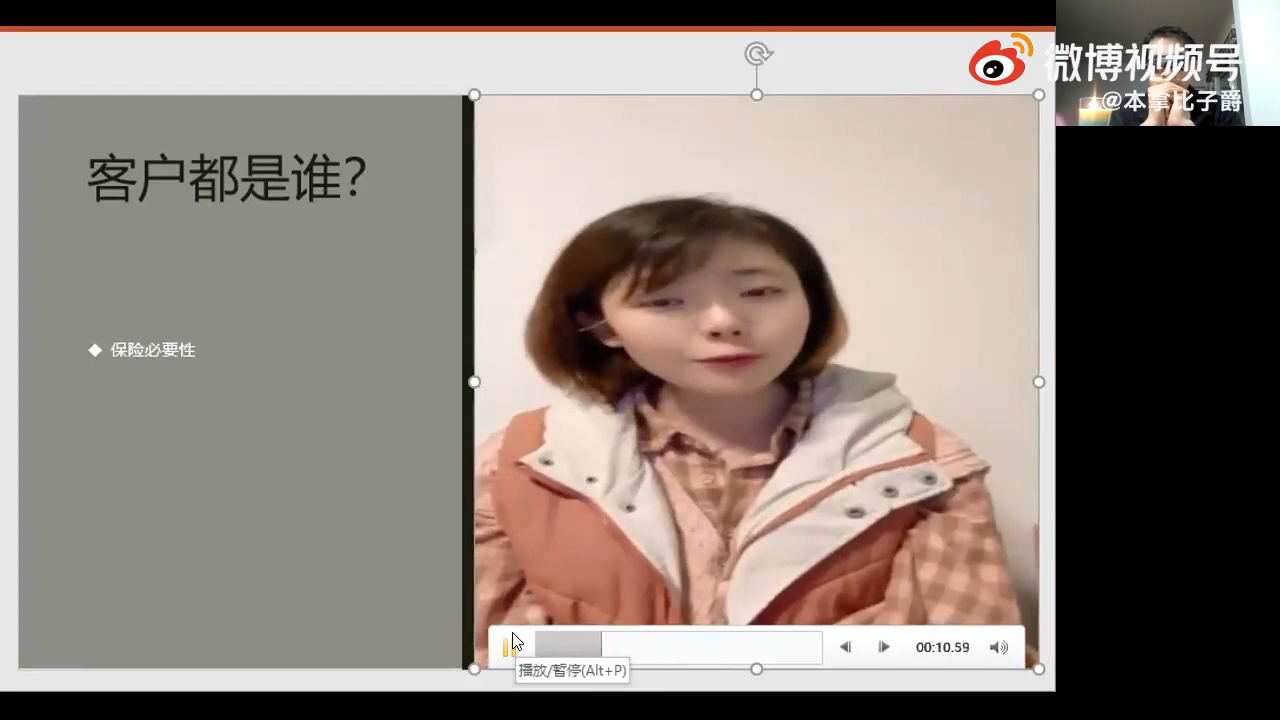 微博视频号
@本拿比子爵
客户都是谁?
◆ 保险必要性
00:10.59
播放/暂停(Alt+P)